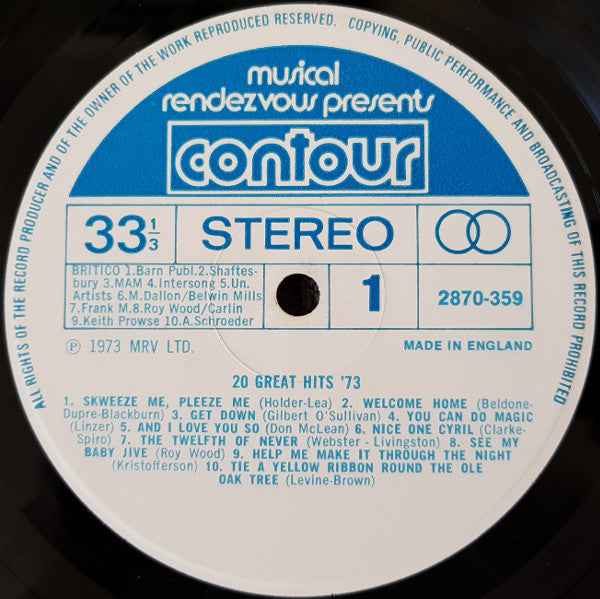 ALL RIGHTS OF THE RECORD PRODUCER AND OF THE OWNER OF THE WORK REPRODUCED RESERVED. COPYING, PUBLIC PERFORMANCE AND BROADCASTING OF THIS RECORD PROHIBITED
musical
rendezvous presents
contour
33 1/3
STEREO
BRITICO 1.Barn Publ.2.Shaftes-
bury 3.MAM 4.Intersong 5.Un.
Artists 6.M.Dallon/Belwin Mills
7.Frank M.8.Roy Wood/Carlin
9.Keith Prowse 10.A.Schroeder
1
2870-359
Ⓟ 1973 MRV LTD.
MADE IN ENGLAND
20 GREAT HITS '73
1. SKWEEZE ME, PLEEZE ME (Holder-Lea) 2. WELCOME HOME (Beldone-
Dupre-Blackburn) 3. GET DOWN (Gilbert O'Sullivan) 4. YOU CAN DO MAGIC
(Linzer) 5. AND I LOVE YOU SO (Don McLean) 6. NICE ONE CYRIL (Clarke-
Spiro) 7. THE TWELFTH OF NEVER (Webster - Livingston) 8. SEE MY
BABY JIVE (Roy Wood) 9. HELP ME MAKE IT THROUGH THE NIGHT
(Kristofferson) 10. TIE A YELLOW RIBBON ROUND THE OLE
OAK TREE (Levine-Brown)